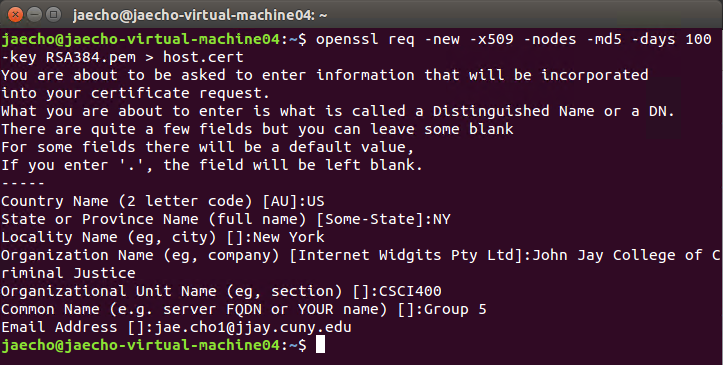 jaecho@jaecho-virtual-machine04: ~
jaecho@jaecho-virtual-machine04:~$ openssl req -new -x509 -nodes -md5 -days 100
-key RSA384.pem > host.cert
You are about to be asked to enter information that will be incorporated
into your certificate request.
What you are about to enter is what is called a Distinguished Name or a DN.
There are quite a few fields but you can leave some blank
For some fields there will be a default value,
If you enter '.', the field will be left blank.
-----
Country Name (2 letter code) [AU]:US
State or Province Name (full name) [Some-State]:NY
Locality Name (eg, city) []:New York
Organization Name (eg, company) [Internet Widgits Pty Ltd]:John Jay College of C
riminal Justice
Organizational Unit Name (eg, section) []:CSCI400
Common Name (e.g. server FQDN or YOUR name) []:Group 5
Email Address []:jae.cho1@jjay.cuny.edu
jaecho@jaecho-virtual-machine04:~$